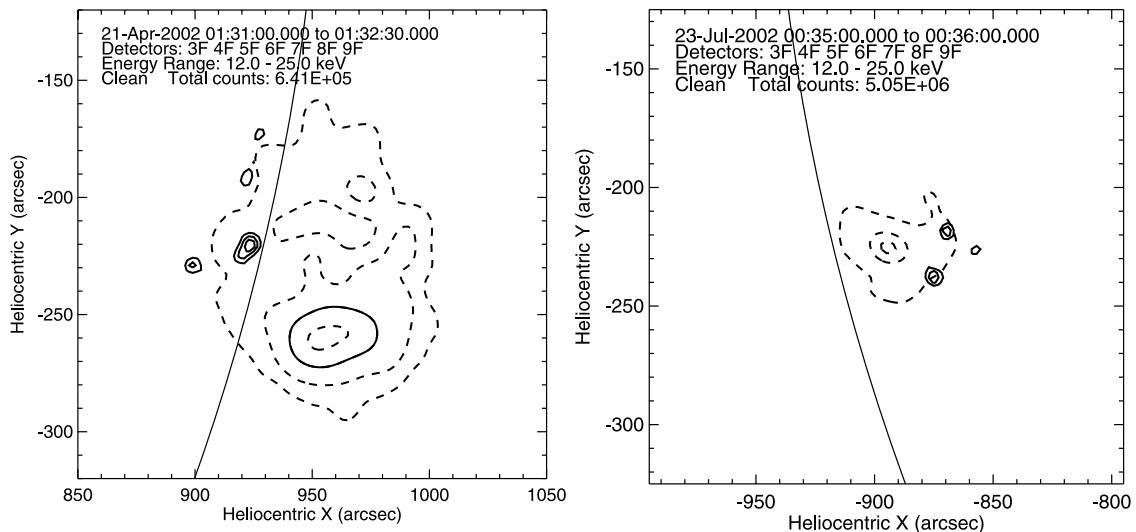 21-Apr-2002 01:31:00.000 to 01:32:30.000
Detectors: 3F 4F 5F 6F 7F 8F 9F
Energy Range: 12.0 - 25.0 keV
Clean Total counts: 6.41E+05
-150
-200
-250
-300
Heliocentric Y (arcsec)
850 900 950 1000 1050
Heliocentric X (arcsec)
23-Jul-2002 00:35:00.000 to 00:36:00.000
Detectors: 3F 4F 5F 6F 7F 8F 9F
Energy Range: 12.0 - 25.0 keV
Clean Total counts: 5.05E+06
-150
-200
-250
-300
Heliocentric Y (arcsec)
-950 -900 -850 -800
Heliocentric X (arcsec)